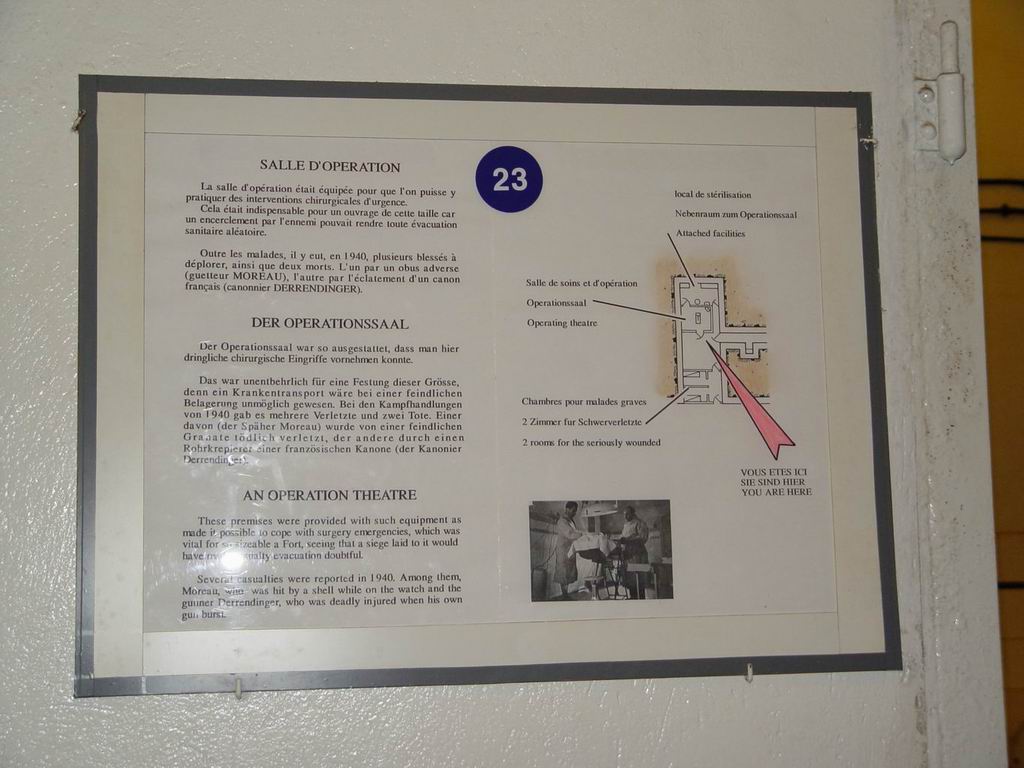 SALLE D'OPERATION
La salle d'opération était équipée pour que l'on puisse y
pratiquer des interventions chirurgicales d'urgence.
Cela était indispensable pour un ouvrage de cette taille car
un encerclement par l'ennemi pouvait rendre toute évacuation
sanitaire aléatoire.
Outre les malades, il y eut, en 1940, plusieurs blessés à
déplorer, ainsi que deux morts. L'un par un obus adverse
(guetteur MOREAU), l'autre par l'éclatement d'un canon
français (canonnier DERRENDINGER).
DER OPERATIONSSAAL
Der Operationssaal war so ausgestattet, dass man hier
dringliche chirurgische Eingriffe vornehmen konnte.
Das war unentbehrlich für eine Festung dieser Grösse,
denn ein Krankentransport wäre bei einer feindlichen
Belagerung unmöglich gewesen. Bei den Kampfhandlungen
von 1940 gab es mehrere Verletzte und zwei Tote. Einer
davon (der Späher Moreau) wurde von einer feindlichen
Granate tödlich verletzt, der andere durch einen
Rohrkrepierer einer französischen Kanone (der Kanonier
Derrendinger).
AN OPERATION THEATRE
These premises were provided with such equipment as
made it possible to cope with surgery emergencies, which was
vital for so sizeable a Fort, seeing that a siege laid to it would
have evacuation doubtful.
Several casualties were reported in 1940. Among them,
Moreau, who was hit by a shell while on the watch and the
gunner Derrendinger, who was deadly injured when his own
gun burst.
23
local de stérilisation
Nebenraum zum Operationssaal
Attached facilities
Salle de soins et d'opération
Operationssaal
Operating theatre
Chambres pour malades graves
2 Zimmer fur Schwerverletzte
2 rooms for the seriously wounded
VOUS ETES ICI
SIE SIND HIER
YOU ARE HERE